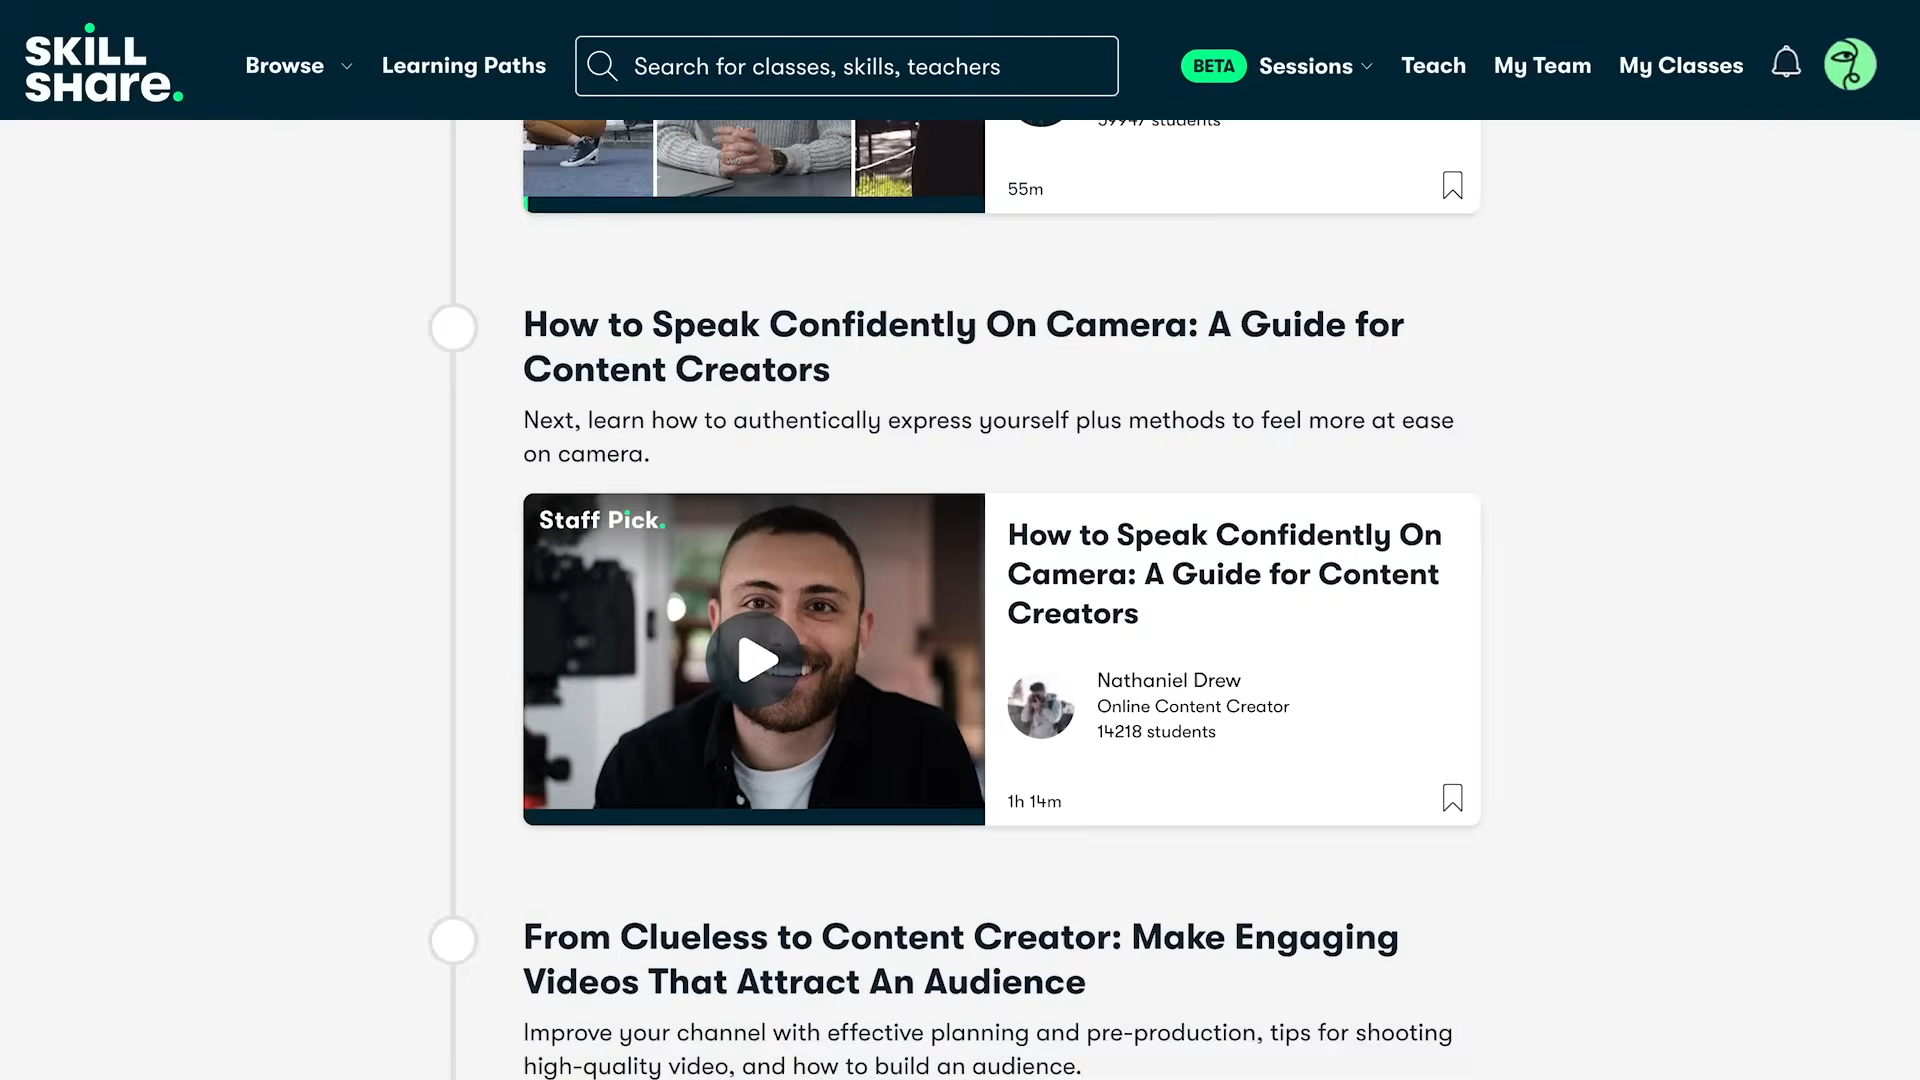 SKILL
SHare.
Browse
Learning Paths
Search for classes, skills, teachers
BETA
Sessions
Teach
My Team
My Classes
59947 students
55m
How to Speak Confidently On Camera: A Guide for
Content Creators
Next, learn how to authentically express yourself plus methods to feel more at ease
on camera.
Staff Pick.
How to Speak Confidently On
Camera: A Guide for Content
Creators
Nathaniel Drew
Online Content Creator
14218 students
1h 14m
From Clueless to Content Creator: Make Engaging
Videos That Attract An Audience
Improve your channel with effective planning and pre-production, tips for shooting
high-quality video, and how to build an audience.